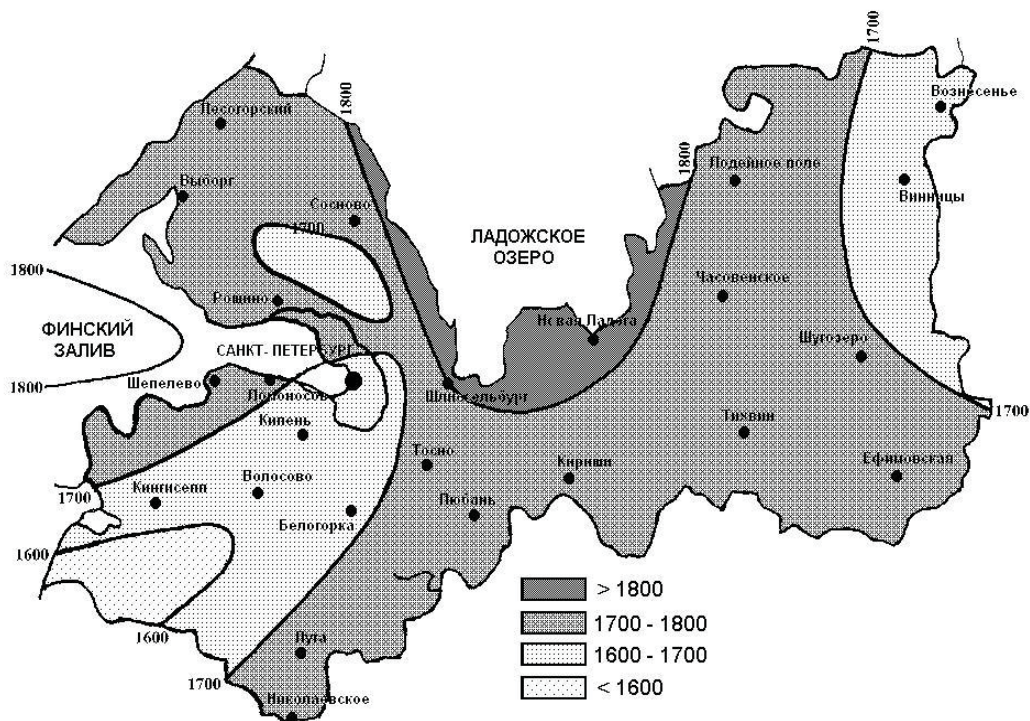 1700
1800
Вознесенье
Лесогорский
1800
Лодейное поле
Винницы
Выборг
Сосново
1700
ЛАДОЖСКОЕ
ОЗЕРО
1800
Часовенское
Рощино
Новая Ладога
ФИНСКИЙ
ЗАЛИВ
САНКТ- ПЕТЕРБУРГ
Шугозеро
1800
Шепелево
Ломоносов
Шлиссельбург
1700
Кипень
Тихвин
Тосно
Кириши
Ефимовская
1700
Кингисепп
Волосово
Любань
Белогорка
1600
> 1800
1700 - 1800
1600
1600 - 1700
Луга
1700
< 1600
Николаевское